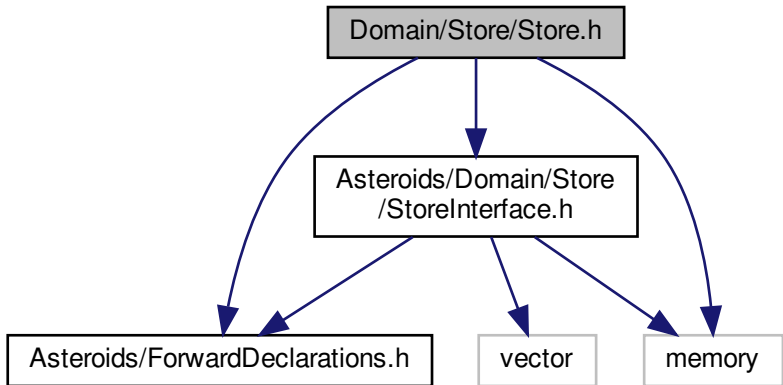 Domain/Store/Store.h
Asteroids/Domain/Store
/StoreInterface.h
Asteroids/ForwardDeclarations.h
vector
memory